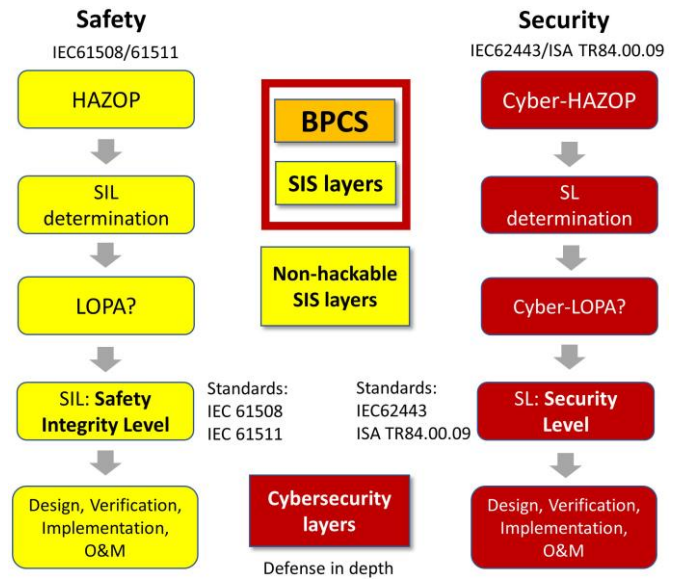 Safety
IEC61508/61511
HAZOP
SIL
determination
LOPA?
SIL: Safety
Integrity Level
Design, Verification,
Implementation,
O&M
BPCS
SIS layers
Non-hackable
SIS layers
Standards:
IEC 61508
IEC 61511
Standards:
IEC62443
ISA TR84.00.09
Cybersecurity
layers
Defense in depth
Security
IEC62443/ISA TR84.00.09
Cyber-HAZOP
SL
determination
Cyber-LOPA?
SL: Security
Level
Design, Verification,
Implementation,
O&M